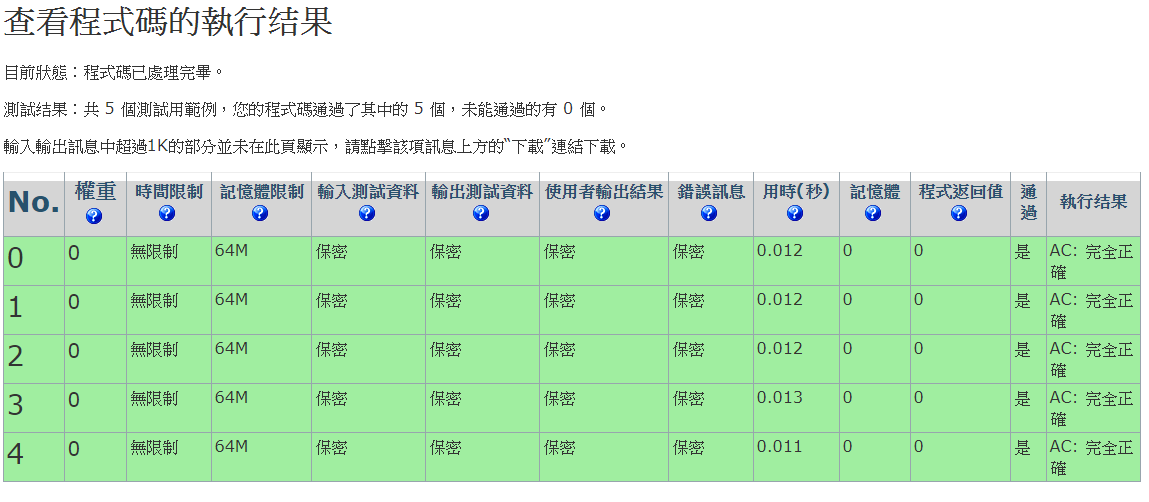 查看程式碼的執行结果
目前狀態：程式碼已處理完畢。
測試结果：共 5 個測試用範例，您的程式碼通過了其中的 5 個，未能通過的有 0 個。
輸入輸出訊息中超過1K的部分並未在此頁顯示，請點擊該項訊息上方的“下載”連結下載。
No. 權重 ? 時間限制 ? 記憶體限制 ? 輸入測試資料 ? 輸出測試資料 ? 使用者輸出結果 ? 錯誤訊息 ? 用時(秒) ? 記憶體 ? 程式返回值 ? 通過 執行结果
0 0 無限制 64M 保密 保密 保密 保密 0.012 0 0 是 AC: 完全正確
1 0 無限制 64M 保密 保密 保密 保密 0.012 0 0 是 AC: 完全正確
2 0 無限制 64M 保密 保密 保密 保密 0.012 0 0 是 AC: 完全正確
3 0 無限制 64M 保密 保密 保密 保密 0.013 0 0 是 AC: 完全正確
4 0 無限制 64M 保密 保密 保密 保密 0.011 0 0 是 AC: 完全正確